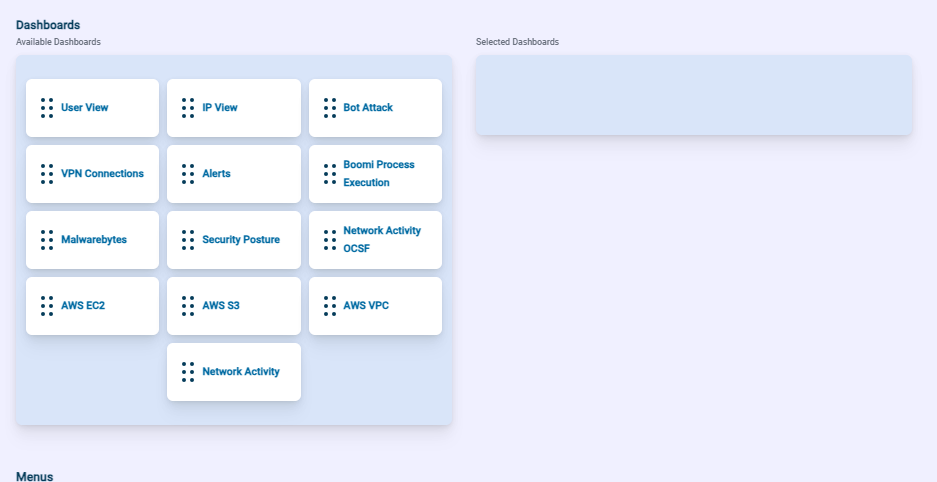 Dashboards
Available Dashboards
Selected Dashboards
User View
IP View
Bot Attack
VPN Connections
Alerts
Boomi Process
Execution
Malwarebytes
Security Posture
Network Activity
OCSF
AWS EC2
AWS S3
AWS VPC
Network Activity
Menus